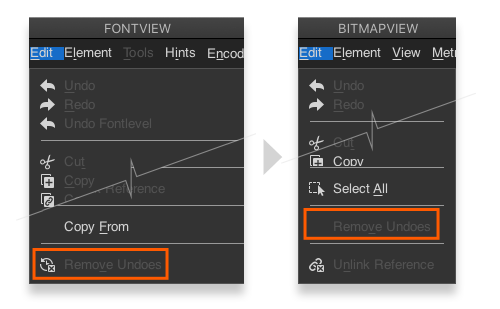 FONTVIEW
Edit Element Tools Hints Encod
Undo
Redo
Undo Fontlevel
Cut
Copy
C Reference
Copy From
Remove Undoes
BITMAPVIEW
Edit Element View Metr
Undo
Redo
Cut
Copy
Select All
Remove Undoes
Unlink Reference